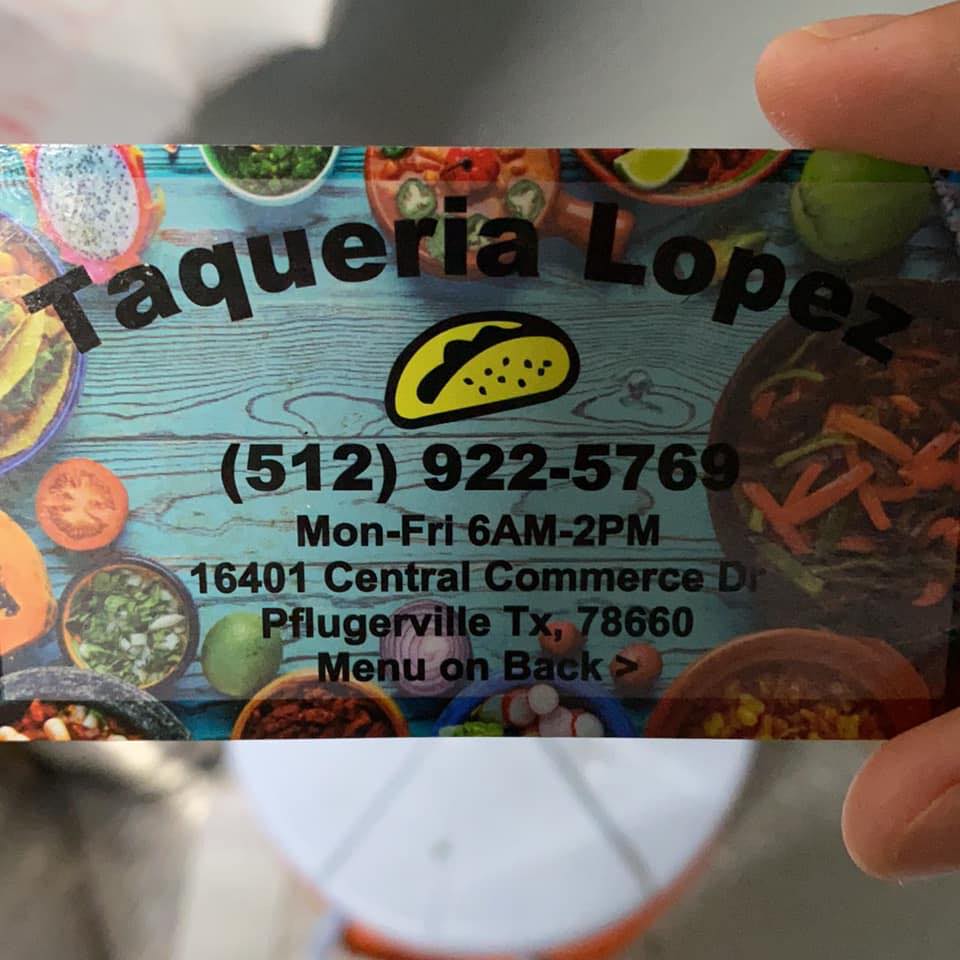 Taqueria Lopez
(512) 922-5769
Mon-Fri 6AM-2PM
16401 Central Commerce Dr
Pflugerville Tx, 78660
Menu on Back >